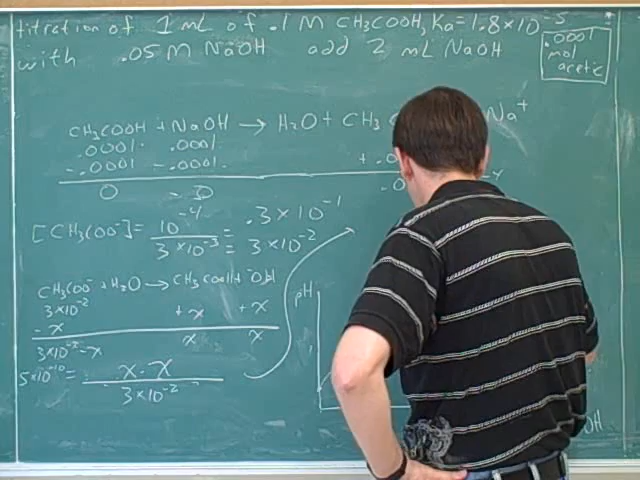 titration of 1 mL of .1 M CH3COOH, Ka = 1.8 × 10^-5
with .05 M NaOH add 2 mL NaOH
.0001
mol
acetic
CH3COOH + NaOH → H2O + CH3 Na+
.0001 .0001
-.0001 -.0001 + .0
0 0
[CH3COO-] = 10^-4 / 3×10^-3 = .3 × 10^-1
= 3×10^-2
CH3COO- + H2O → CH3COOH + OH
3×10^-2
-x +x +x
3×10^-2-x x x
5×10^-10 = x·x / 3×10^-2
pH
OH